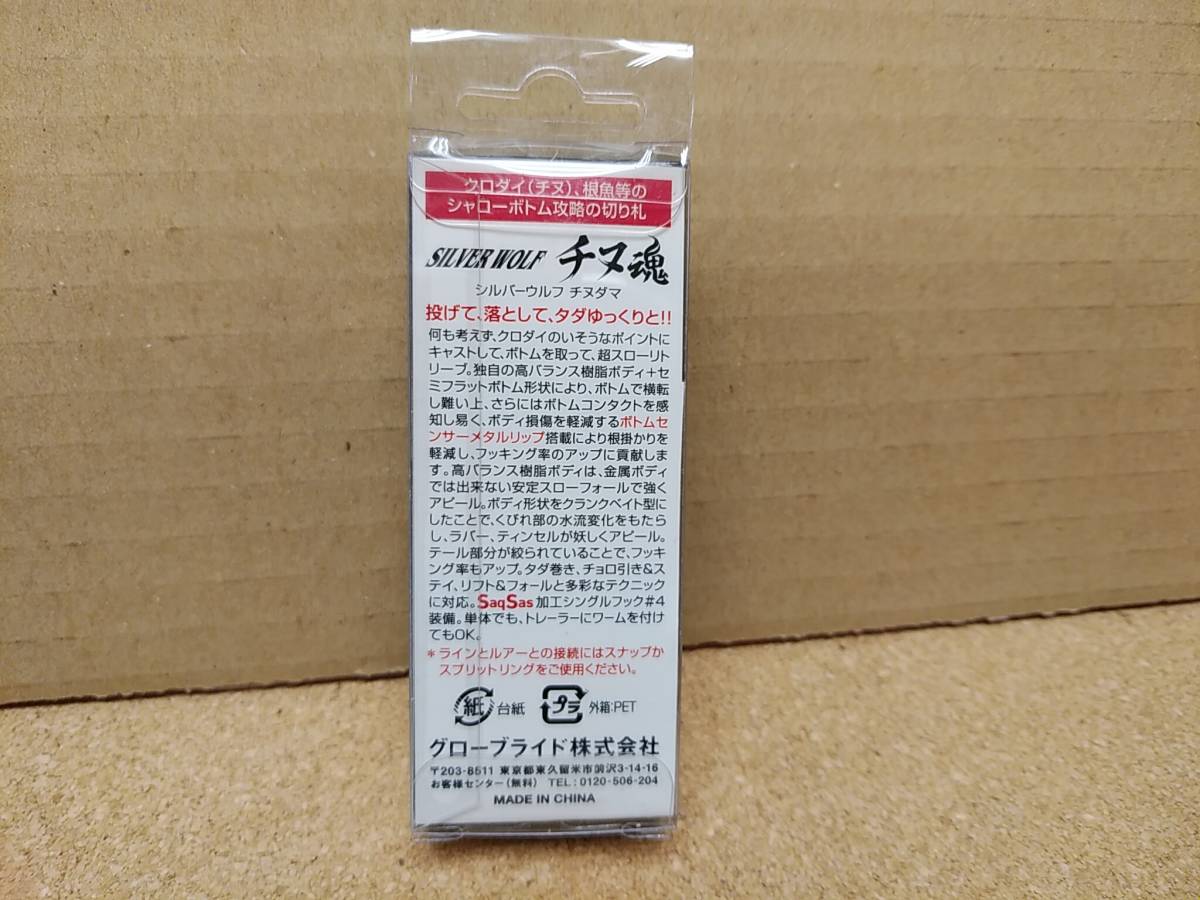 クロダイ(チヌ)、根魚等の
シャローボトム攻略の切り札
SILVER WOLF チヌ魂
シルバーウルフ チヌダマ
投げて、落として、タダゆっくりと!!
何も考えず、クロダイのいそうなポイントに
キャストして、ボトムを取って、超スローリト
リーブ。独自の高バランス樹脂ボディ+セ
ミフラットボトム形状により、ボトムで横転
し難い上、さらにはボトムコンタクトを感
知し易く、ボディ損傷を軽減するボトムセ
ンサーメタルリップ搭載により根掛かりを
軽減し、フッキング率のアップに貢献しま
す。高バランス樹脂ボディは、金属ボディ
では出来ない安定スローフォールで強く
アピール。ボディ形状をクランクベイト型に
したことで、くびれ部の水流変化をもたら
し、ラバー、ティンセルが妖しくアピール。
テール部分が絞られていることで、フッキ
ング率もアップ。タダ巻き、チョロ引き&ス
テイ、リフト&フォールと多彩なテクニック
に対応。SaqSas加工シングルフック#4
装備。単体でも、トレーラーにワームを付け
てもOK。
*ラインとルアーとの接続にはスナップか
スプリットリングをご使用ください。
紙 台紙 プラ 外箱:PET
グローブライド株式会社
〒203-8511 東京都東久留米市前沢3-14-16
お客様センター(無料) TEL:0120-506-204
MADE IN CHINA